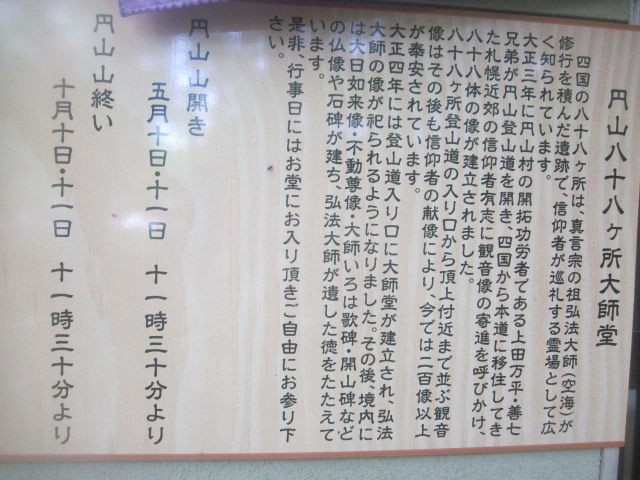 円山八十八ヶ所大師堂
四国の八十八ヶ所は、真言宗の祖弘法大師(空海)が
修行を積んだ遺跡で、信仰者が巡礼する霊場として広
く知られています。
大正三年に円山村の開拓功労者である上田万平・善七
兄弟が円山登山道を開き、四国から本道に移住してき
た札幌近郊の信仰者有志に観音像の寄進を呼びかけ、
八十八体の像が建立されました。
八十八ヶ所登山道の入り口から頂上付近まで並ぶ観音
像はその後も信仰者の献像により、今では二百像以上
が奉安されています。
大正四年には登山道入り口に大師堂が建立され、弘法
大師の像が祀られるようになりました。その後、境内に
は大日如来像・不動尊像・大師いろは歌碑・開山碑など
の仏像や石碑が建ち、弘法大師が遺した徳をたたえて
います。
是非、行事日にはお堂にお入り頂きご自由にお参り下
さい。
円山山開き
五月十日・十一日 十一時三十分より
円山山終い
十月十日・十一日 十一時三十分より